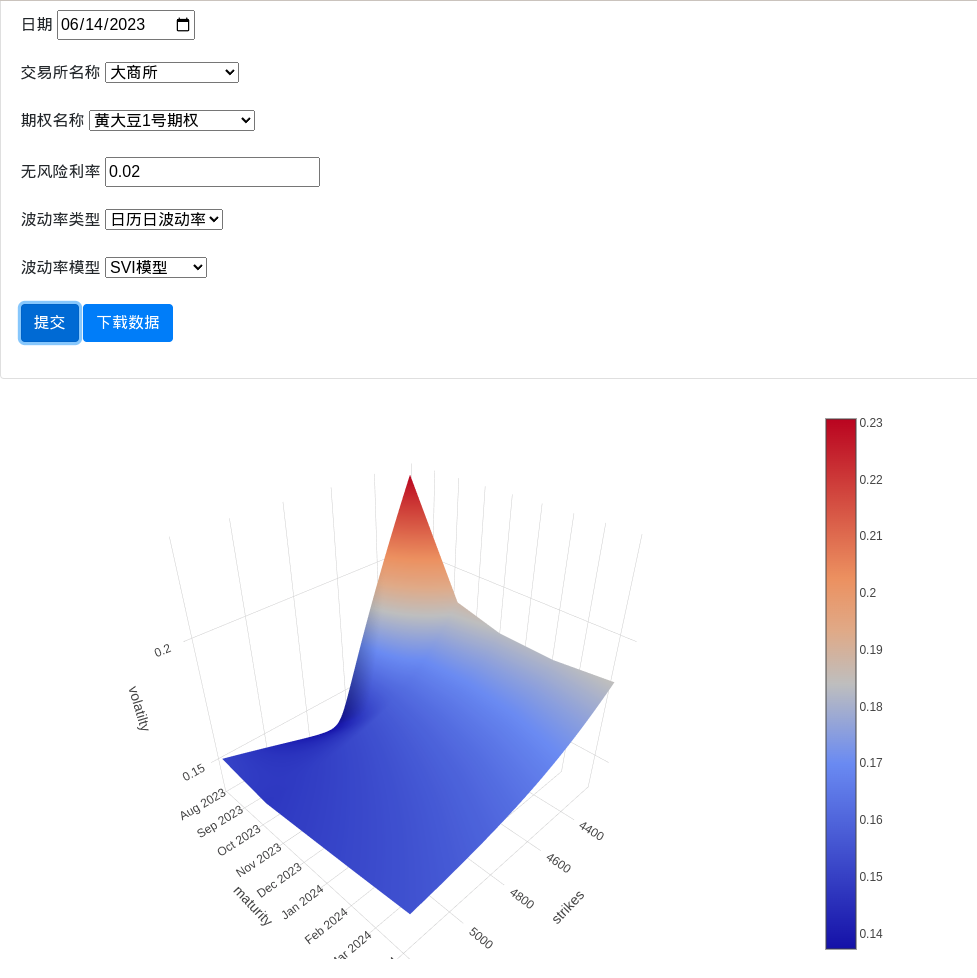 日期 06/14/2023
交易所名称 大商所
期权名称 黄大豆1号期权
无风险利率 0.02
波动率类型 日历日波动率
波动率模型 SVI模型
提交 下载数据
0.23
0.22
0.21
0.2
0.19
0.18
0.17
0.16
0.15
0.14
0.2
volatilty
0.15
Aug 2023
Sep 2023
Oct 2023
Nov 2023
Dec 2023
Jan 2024
Feb 2024
maturity
4400
4600
4800
5000
strikes